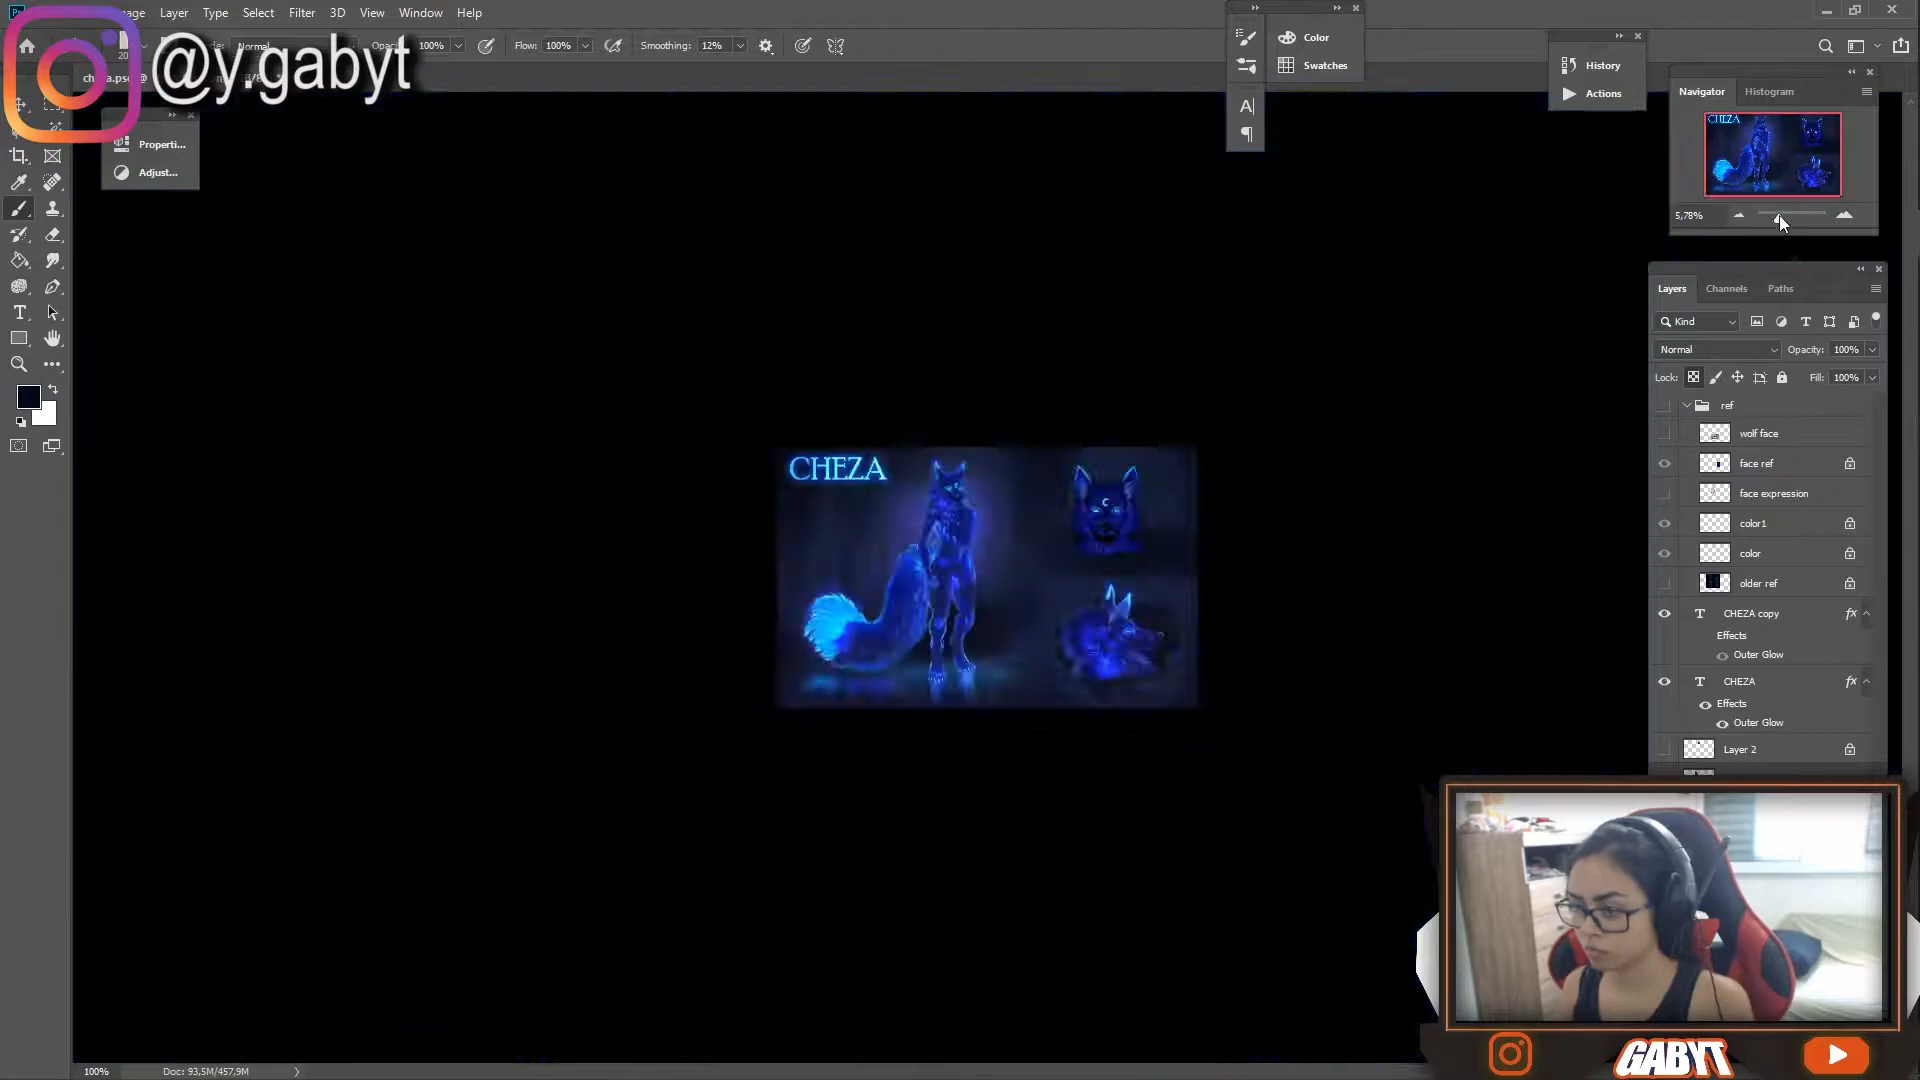 Layer
Type
Select
Filter
3D
View
Window
Help
@y.gabyt
Normal
100%
Flow:
100%
Smoothing:
12%
Color
Swatches
History
Actions
Properti...
Adjust...
Navigator
Histogram
CHEZA
5,78%
Layers
Channels
Paths
Kind
Normal
Opacity:
100%
Lock:
Fill:
100%
ref
wolf face
face ref
face expression
color1
color
older ref
CHEZA copy
Effects
Outer Glow
CHEZA
Effects
Outer Glow
Layer 2
CHEZA
GABYT
100%
Doc: 93,5M/457,9M